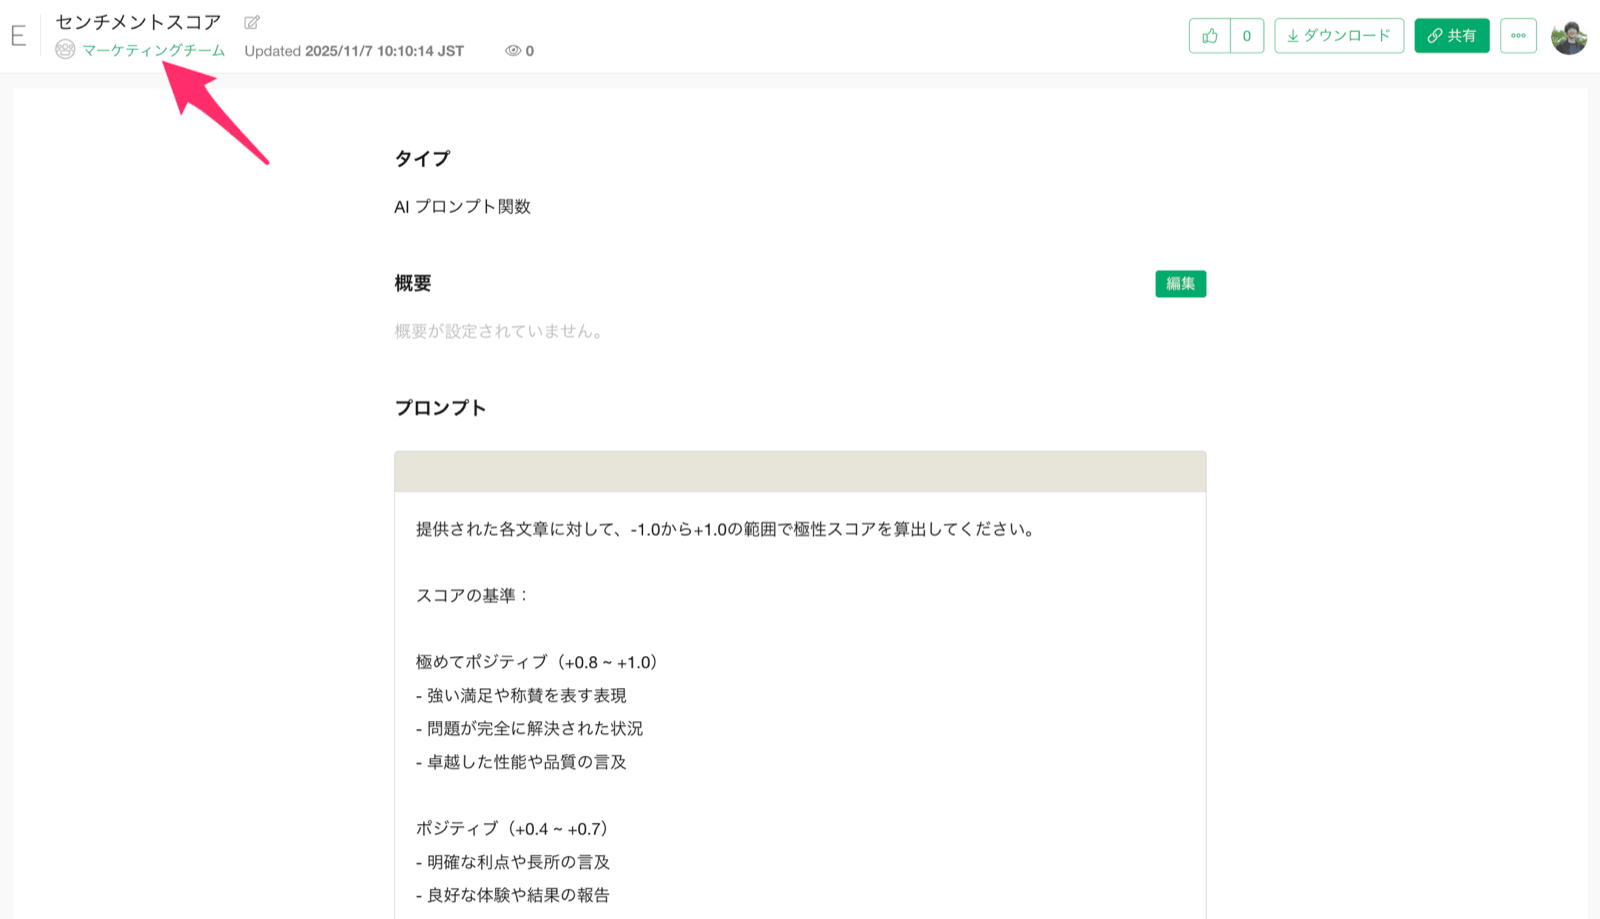 E
センチメントスコア
マーケティングチーム Updated 2025/11/7 10:10:14 JST 0
0 ダウンロード 共有
タイプ
AI プロンプト関数
概要 編集
概要が設定されていません。
プロンプト
提供された各文章に対して、-1.0から+1.0の範囲で極性スコアを算出してください。
スコアの基準：
極めてポジティブ（+0.8 ~ +1.0）
- 強い満足や称賛を表す表現
- 問題が完全に解決された状況
- 卓越した性能や品質の言及
ポジティブ（+0.4 ~ +0.7）
- 明確な利点や長所の言及
- 良好な体験や結果の報告